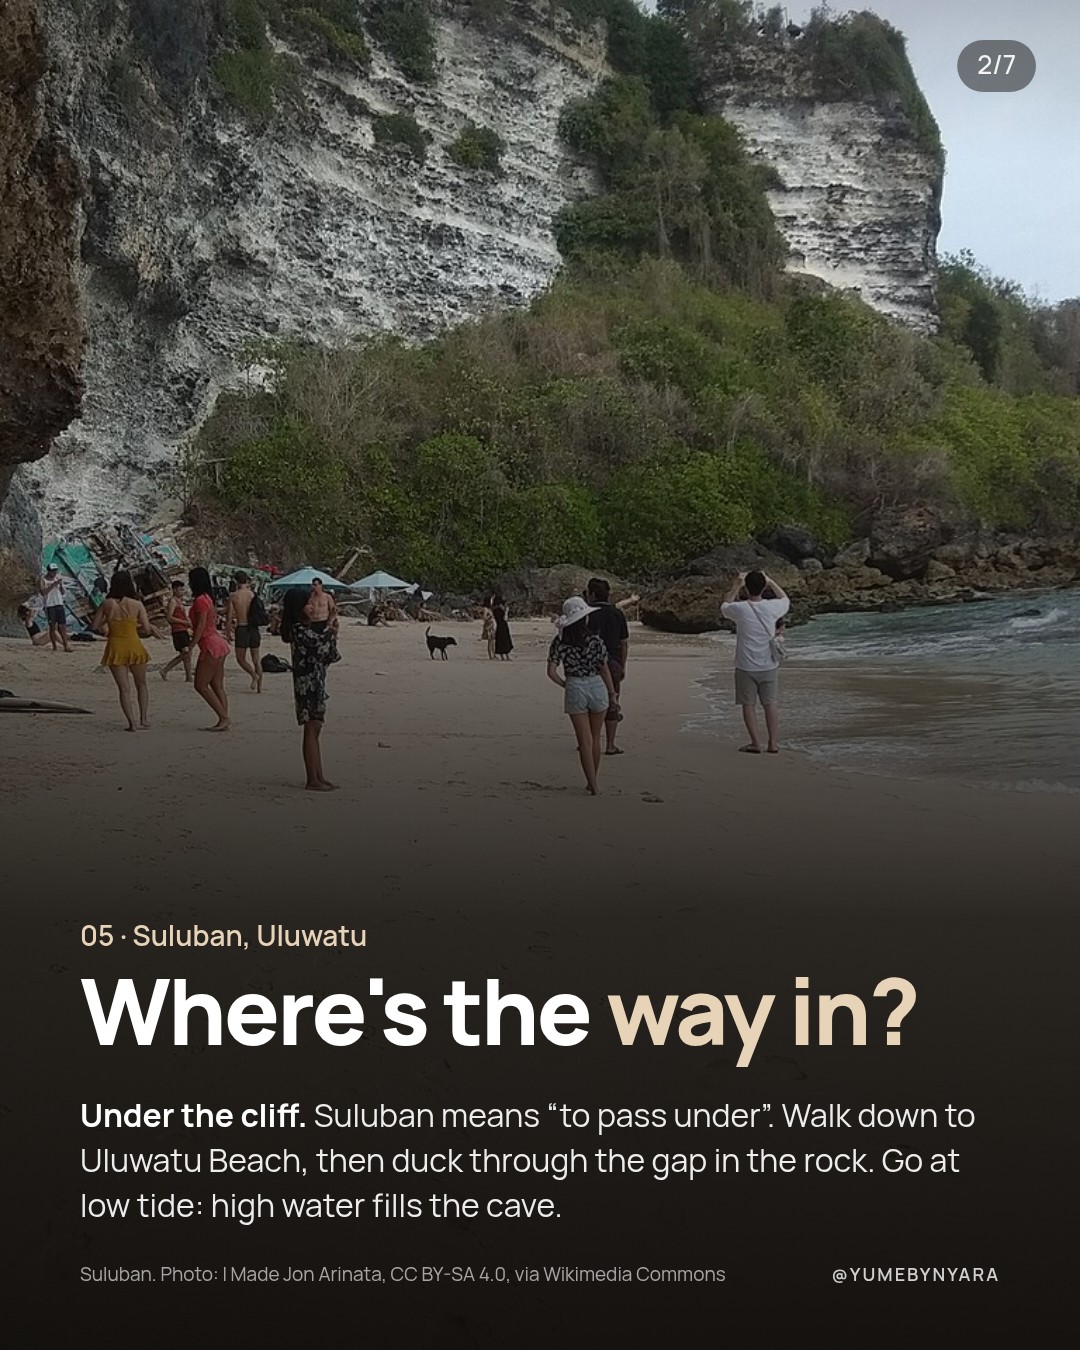 2/7
05 · Suluban, Uluwatu
Where's the way in?
Under the cliff. Suluban means “to pass under”. Walk down to
Uluwatu Beach, then duck through the gap in the rock. Go at
low tide: high water fills the cave.
Suluban. Photo: I Made Jon Arinata, CC BY-SA 4.0, via Wikimedia Commons
@YUMEBYNYARA